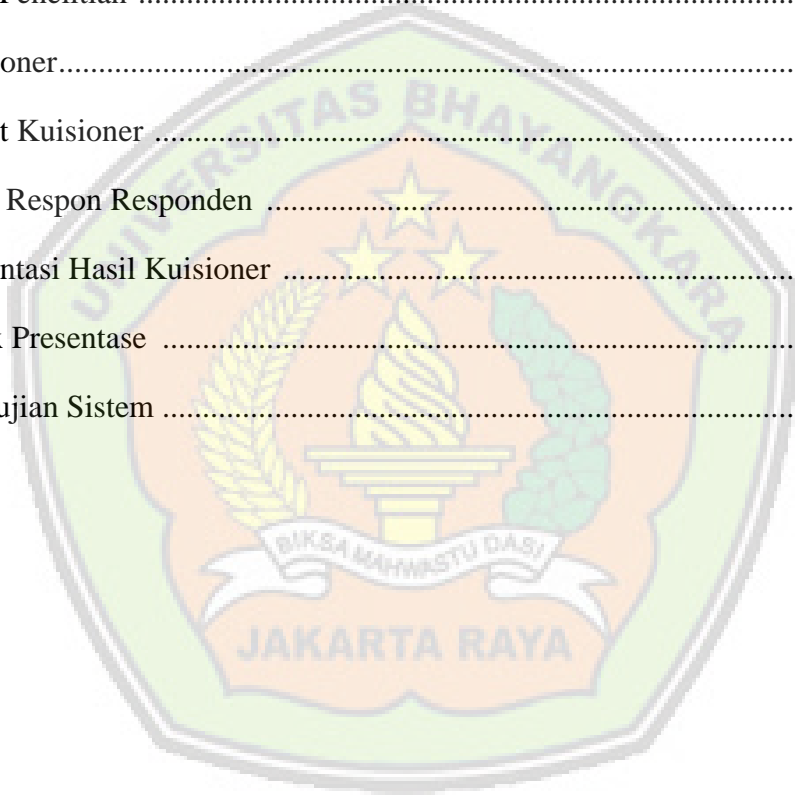 Penelitian ................................................................
oner................................................................
t Kuisioner ................................................................
Respon Responden ................................................................
ntasi Hasil Kuisioner ................................................................
Presentase ................................................................
ujian Sistem ................................................................
UNIVERSITAS BHAYANGKARA
BIKSA MAHWASTU DASI
JAKARTA RAYA